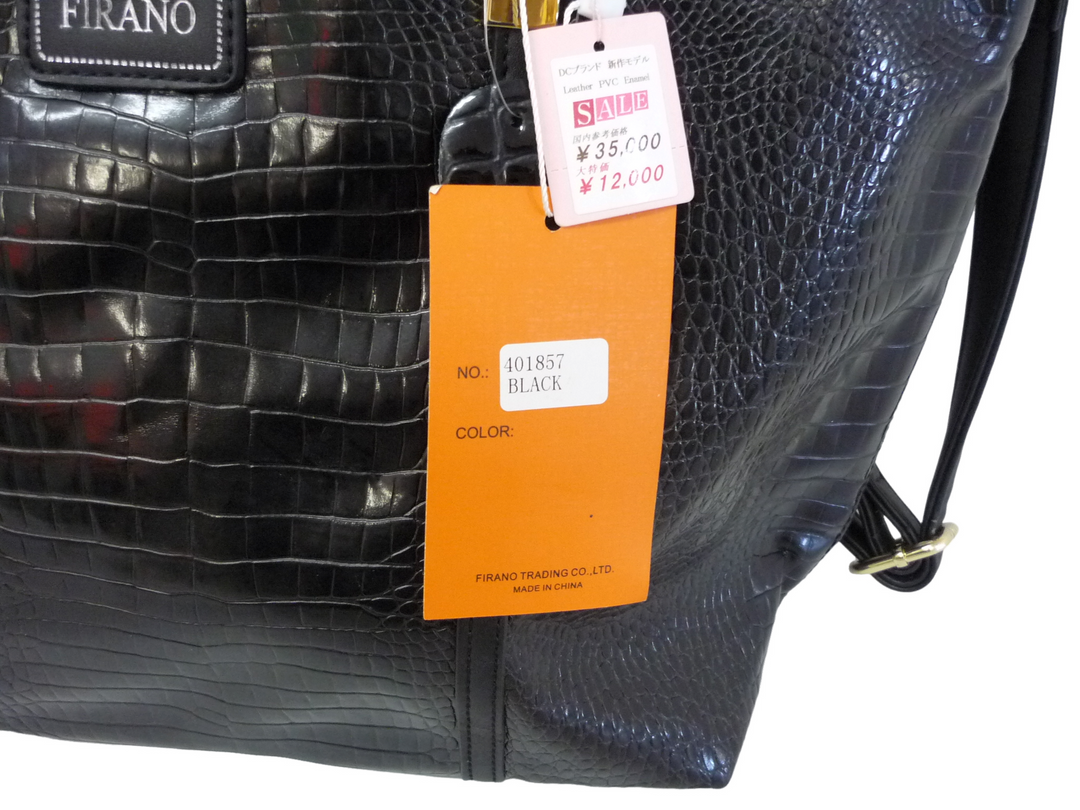 FIRANO
DCブランド 新作モデル
Leather PVC Enamel
SALE
国内参考価格
¥35,000
大特価
¥12,000
NO.: 401857
BLACK
COLOR:
FIRANO TRADING CO.,LTD.
MADE IN CHINA